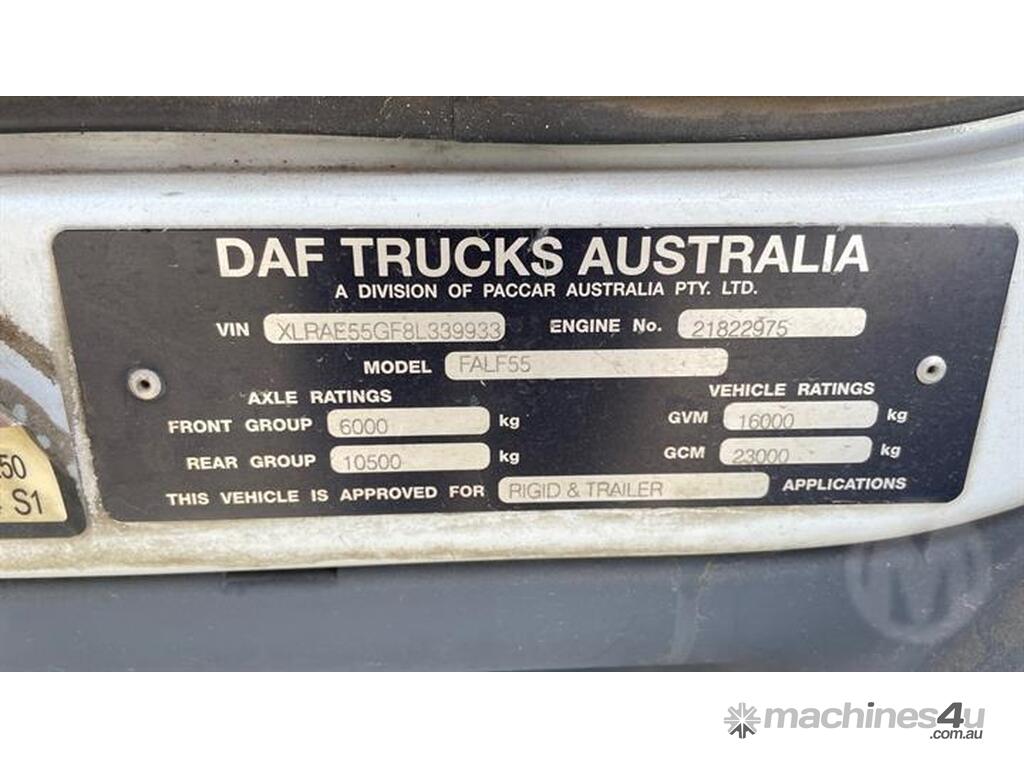 DAF TRUCKS AUSTRALIA
A DIVISION OF PACCAR AUSTRALIA PTY. LTD.
VIN XLRAE55GF8L339933 ENGINE No. 21822975
MODEL FALF55
AXLE RATINGS VEHICLE RATINGS
FRONT GROUP 6000 kg GVM 16000 kg
REAR GROUP 10500 kg GCM 23000 kg
THIS VEHICLE IS APPROVED FOR RIGID & TRAILER APPLICATIONS
50
S1
M
machines4u
.com.au